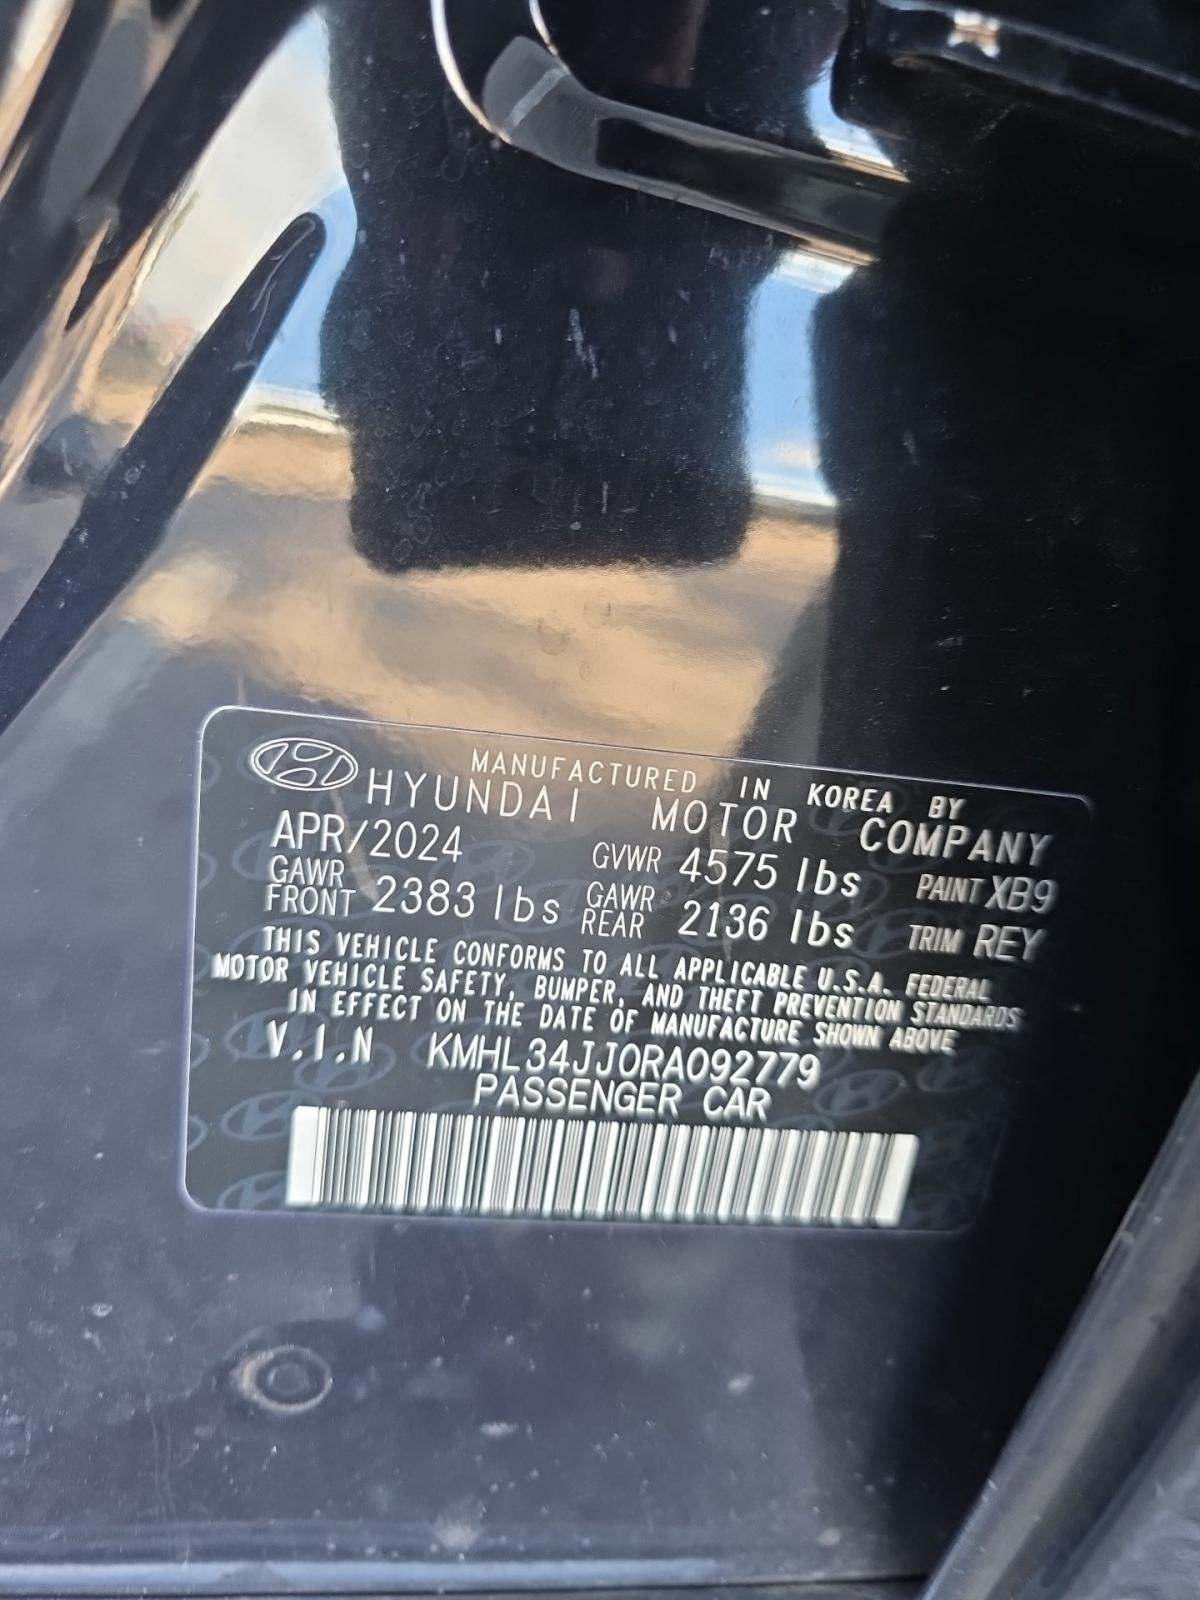 MANUFACTURED IN KOREA BY
HYUNDAI MOTOR COMPANY
APR/2024 GVWR 4575 lbs PAINT XB9
GAWR FRONT 2383 lbs GAWR REAR 2136 lbs TRIM REY
THIS VEHICLE CONFORMS TO ALL APPLICABLE U.S.A. FEDERAL
MOTOR VEHICLE SAFETY, BUMPER, AND THEFT PREVENTION STANDARDS
IN EFFECT ON THE DATE OF MANUFACTURE SHOWN ABOVE
V.I.N KMHL34JJ0RA092779
PASSENGER CAR